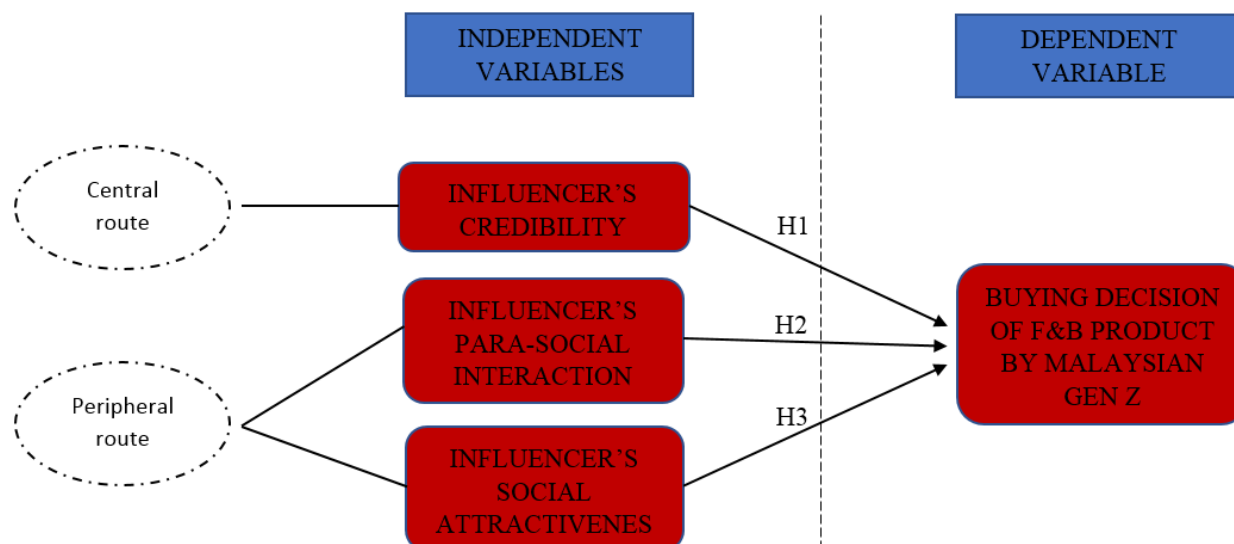 INDEPENDENT
VARIABLES
DEPENDENT
VARIABLE
Central
route
INFLUENCER'S
CREDIBILITY
H1
INFLUENCER'S
PARA-SOCIAL
INTERACTION
H2
BUYING DECISION
OF F&B PRODUCT
BY MALAYSIAN
GEN Z
Peripheral
route
H3
INFLUENCER'S
SOCIAL
ATTRACTIVENES